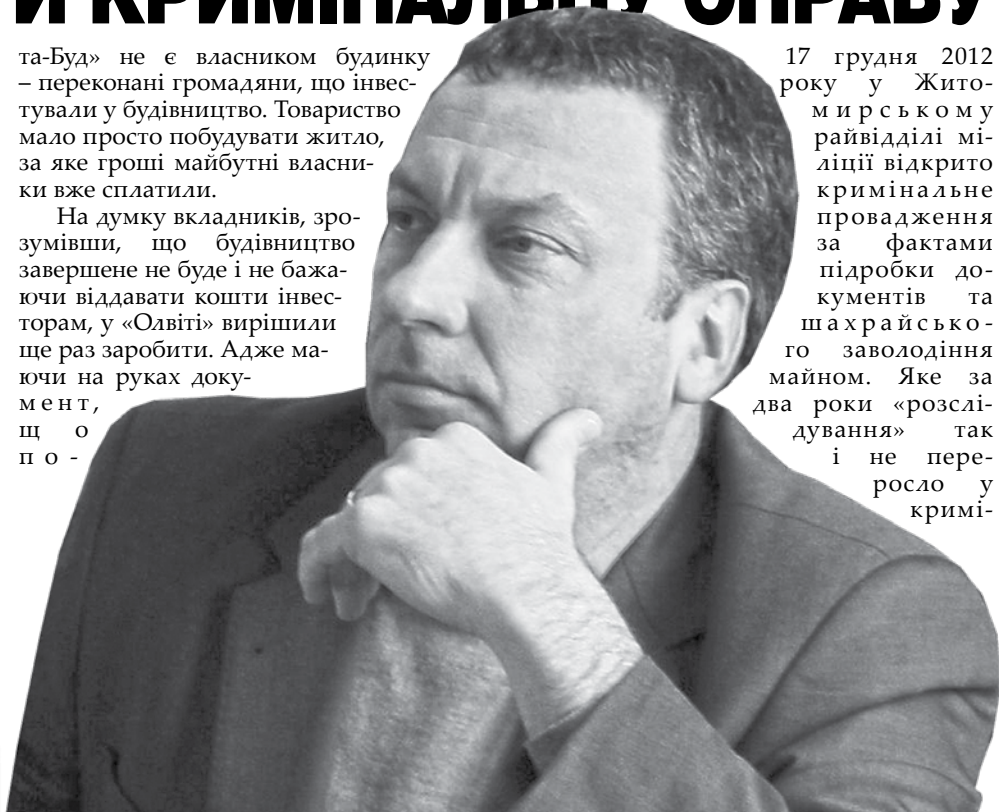 Й КРИМІНАЛЬНУ СПРАВУ
та-Буд» не є власником будинку
– переконані громадяни, що інвес-
тували у будівництво. Товариство
мало просто побудувати житло,
за яке гроші майбутні власни-
ки вже сплатили.
На думку вкладників, зро-
зумівши, що будівництво
завершене не буде і не бажа-
ючи віддавати кошти інвес-
торам, у «Олвіті» вирішили
ще раз заробити. Адже ма-
ючи на руках доку-
мент,
що
по-
17 грудня 2012
року у Жито-
мирському
райвідділі мі-
ліції відкрито
кримінальне
провадження
за фактами
підробки до-
кументів та
шахрайсько-
го заволодіння
майном. Яке за
два роки «розслі-
дування» так
і не пере-
росло у
кримі-